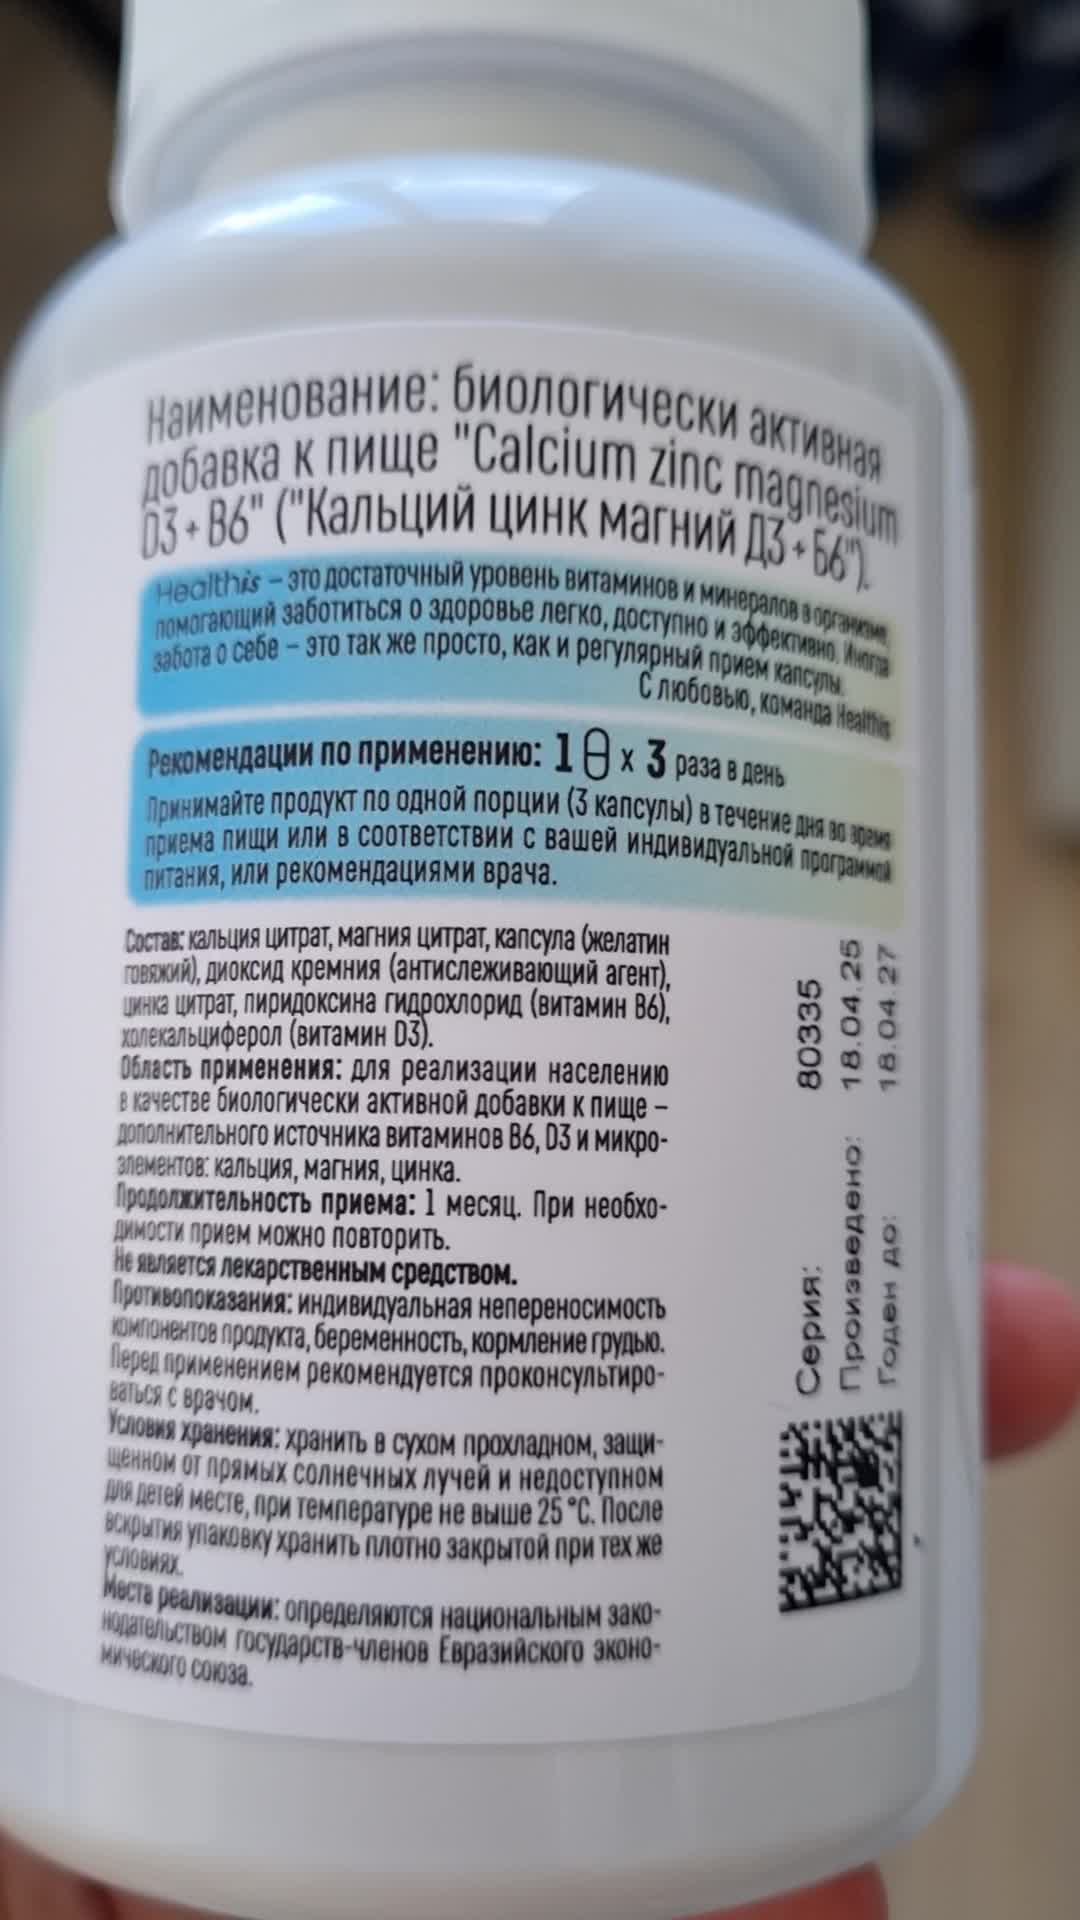 Наименование: биологически активная
добавка к пище "Calcium zinc magnesium
D3 + B6" ("Кальций цинк магний Д3 + Б6").
Healthis – это достаточный уровень витаминов и минералов в организме,
помогающий заботиться о здоровье легко, доступно и эффективно. Иногда
забота о себе – это так же просто, как и регулярный прием капсулы.
С любовью, команда Healthis
Рекомендации по применению: 1 x 3 раза в день
Принимайте продукт по одной порции (3 капсулы) в течение дня во время
приема пищи или в соответствии с вашей индивидуальной программой
питания, или рекомендациями врача.
Состав: кальция цитрат, магния цитрат, капсула (желатин
говяжий), диоксид кремния (антислеживающий агент),
цинка цитрат, пиридоксина гидрохлорид (витамин B6),
холекальциферол (витамин D3).
Область применения: для реализации населению
в качестве биологически активной добавки к пище –
дополнительного источника витаминов B6, D3 и микро-
элементов: кальция, магния, цинка.
Продолжительность приема: 1 месяц. При необхо-
димости прием можно повторить.
Не является лекарственным средством.
Противопоказания: индивидуальная непереносимость
компонентов продукта, беременность, кормление грудью.
Перед применением рекомендуется проконсультиро-
ваться с врачом.
Условия хранения: хранить в сухом прохладном, защи-
щенном от прямых солнечных лучей и недоступном
для детей месте, при температуре не выше 25 °C. После
вскрытия упаковку хранить плотно закрытой при тех же
условиях.
Места реализации: определяются национальным зако-
нодательством государств-членов Евразийского эконо-
мического союза.
Серия: 80335
Произведено: 18.04.25
Годен до: 18.04.27